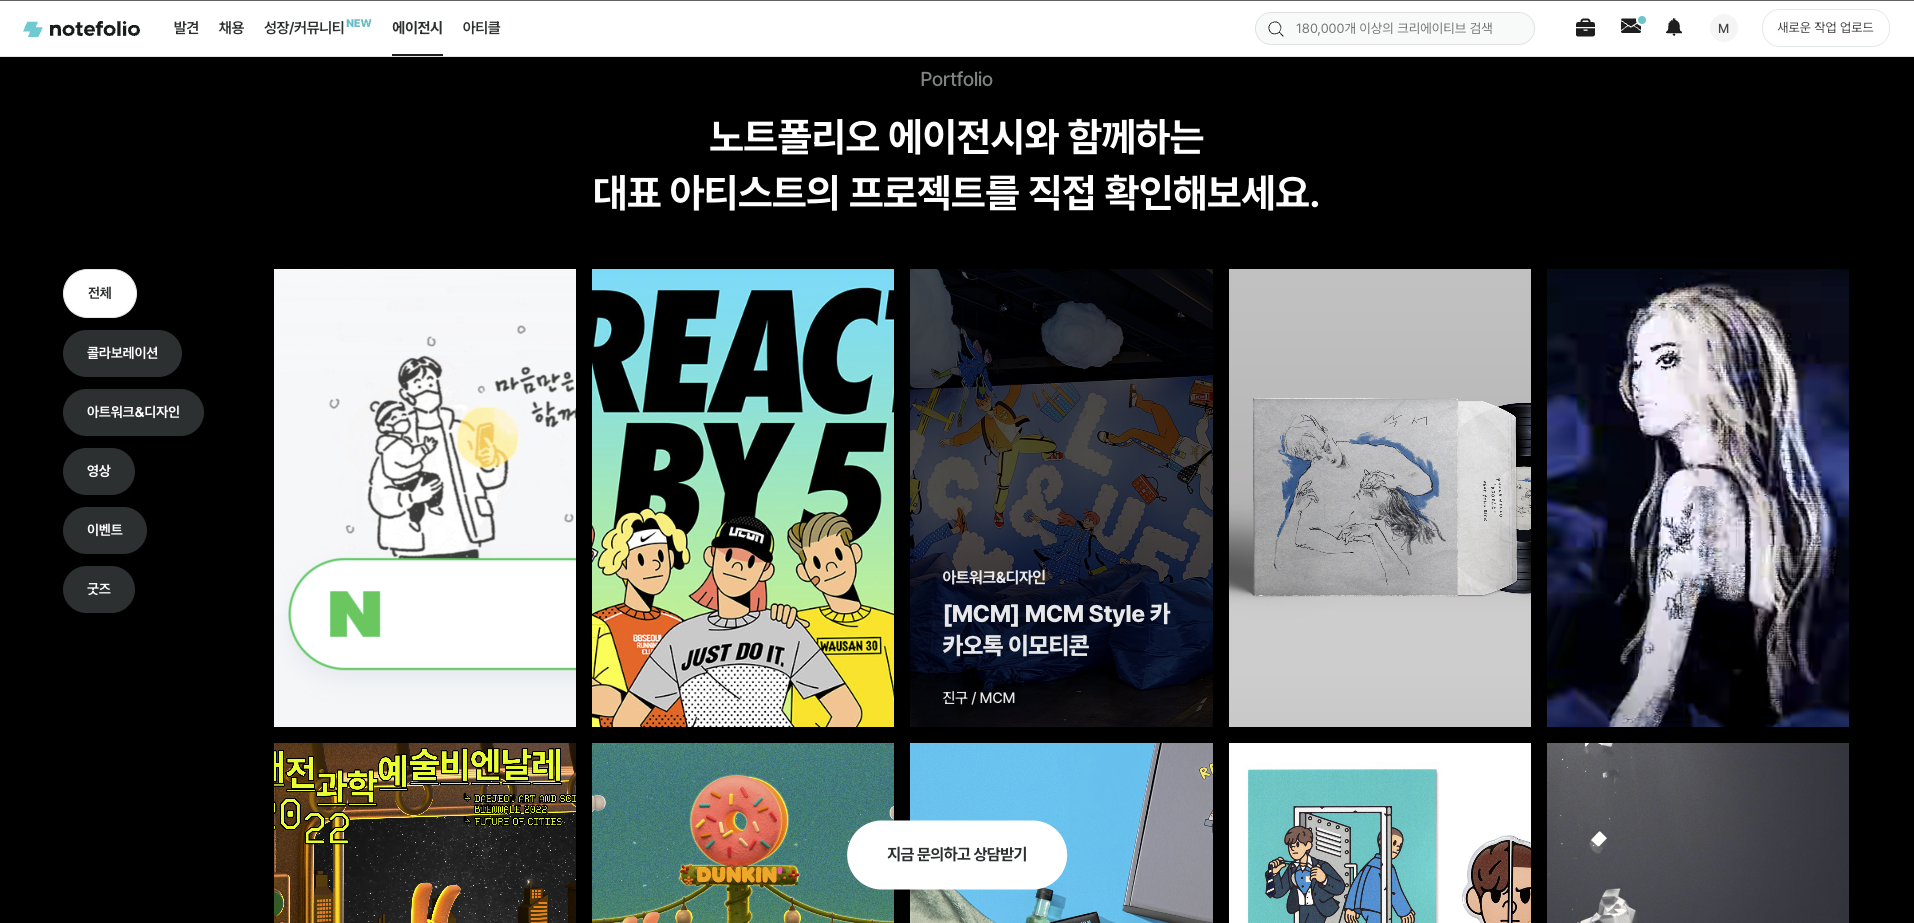 notefolio
발견
채용
성장/커뮤니티 NEW
에이전시
아티클
180,000개 이상의 크리에이티브 검색
M
새로운 작업 업로드
Portfolio
노트폴리오 에이전시와 함께하는
대표 아티스트의 프로젝트를 직접 확인해보세요.
전체
콜라보레이션
아트워크&디자인
영상
이벤트
굿즈
마음만은
함께
N
REACT
BY 5
UCON
BBSEOUL
RUNNING
JUST DO IT.
WAUSAN 30
아트워크&디자인
[MCM] MCM Style 카
카오톡 이모티콘
진구 / MCM
대전과학예술비엔날레
2022
DAEJEON ART AND SCI
BIENNALE 2022
FUTURE OF CITIES
DUNKIN'
지금 문의하고 상담받기